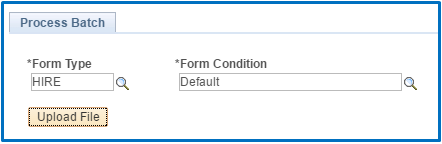 Process Batch
*Form Type *Form Condition
HIRE Default
Upload File